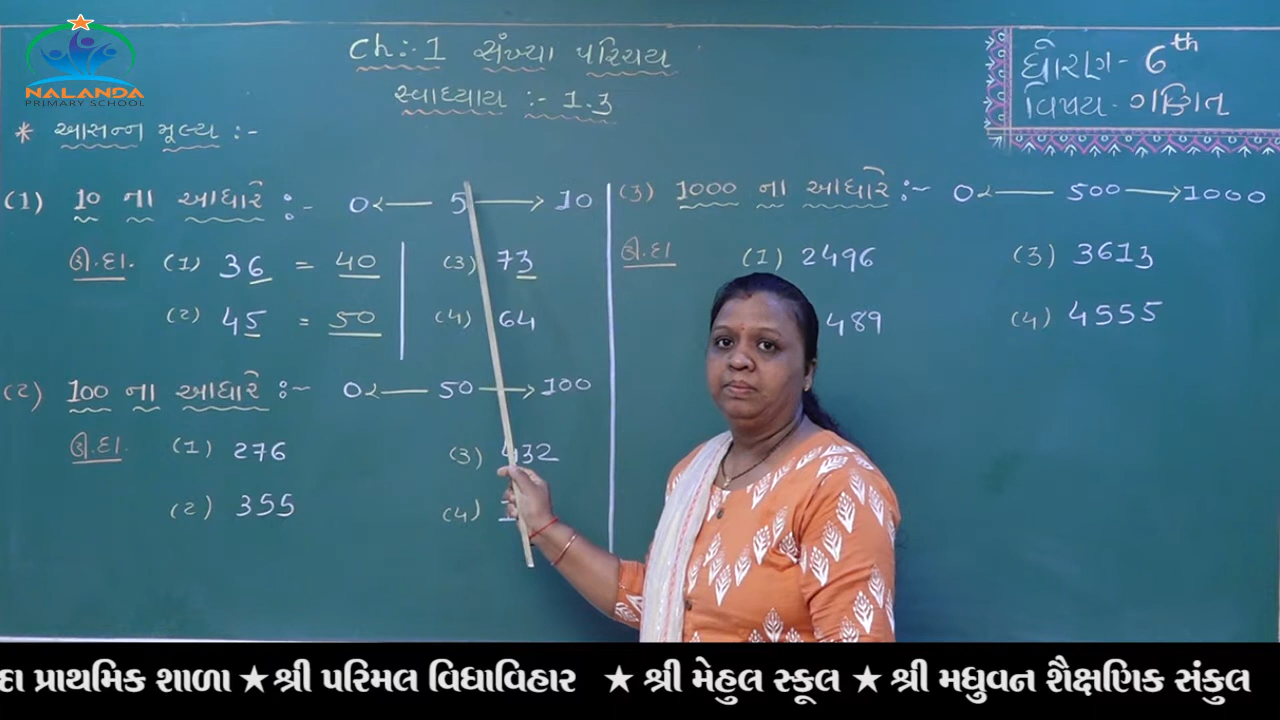 NALANDA
PRIMARY SCHOOL
Ch:- 1 સંખ્યા પરિચય
સ્વાધ્યાય :- 1.3
ધોરણ - 6th
વિષય - ગણિત
* આસન્ન મૂલ્ય :-
(1) 10 ના આધારે :- 0 ← 5 → 10
ઉ.દા. (1) 36 = 40 (3) 73
(2) 45 = 50 (4) 64
(2) 100 ના આધારે :- 0 ← 50 → 100
ઉ.દા. (1) 276 (3) 432
(2) 355 (4)
(3) 1000 ના આધારે :- 0 ← 500 → 1000
ઉ.દા (1) 2496 (3) 3613
489 (4) 4555
દા પ્રાથમિક શાળા ★ શ્રી પરિમલ વિદ્યાવિહાર ★ શ્રી મેહુલ સ્કૂલ ★ શ્રી મધુવન શૈક્ષણિક સંકુલ